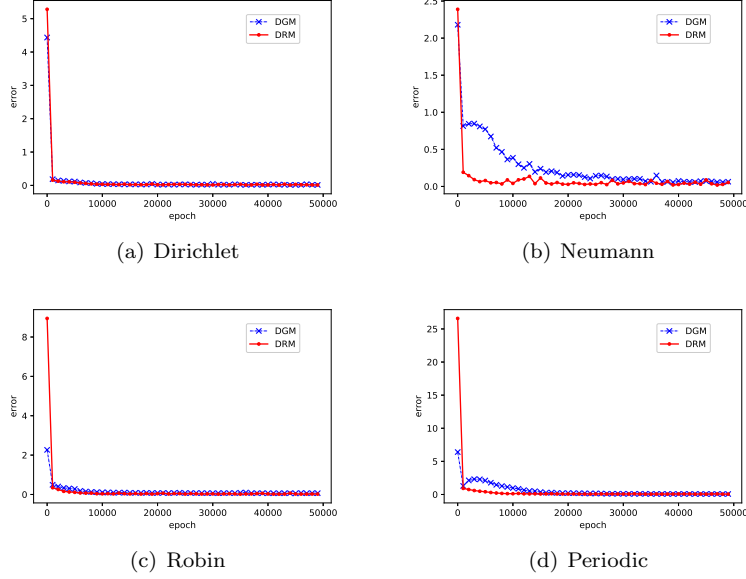 5
4
3
2
1
0
error
0 10000 20000 30000 40000 50000
epoch
DGM
DRM
(a) Dirichlet
2.5
2.0
1.5
1.0
0.5
0.0
error
0 10000 20000 30000 40000 50000
epoch
DGM
DRM
(b) Neumann
8
6
4
2
0
error
0 10000 20000 30000 40000 50000
epoch
DGM
DRM
(c) Robin
25
20
15
10
5
0
error
0 10000 20000 30000 40000 50000
epoch
DGM
DRM
(d) Periodic